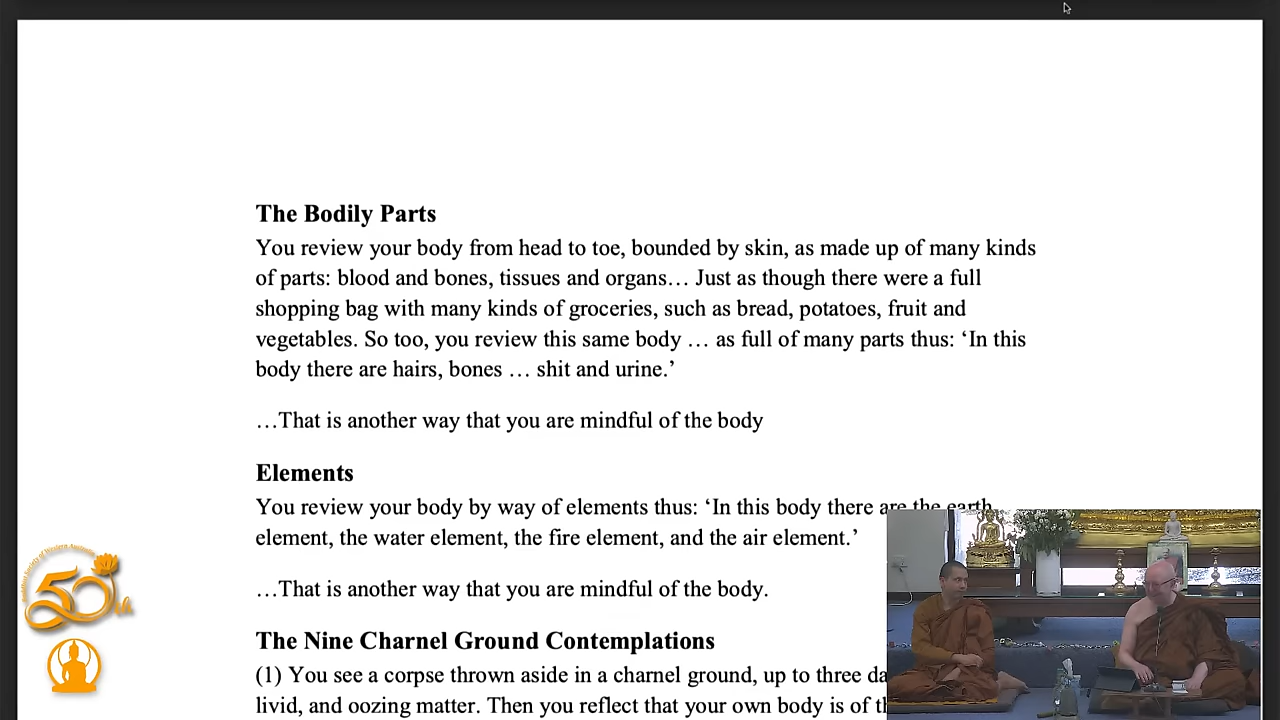 The Bodily Parts
You review your body from head to toe, bounded by skin, as made up of many kinds
of parts: blood and bones, tissues and organs… Just as though there were a full
shopping bag with many kinds of groceries, such as bread, potatoes, fruit and
vegetables. So too, you review this same body … as full of many parts thus: ‘In this
body there are hairs, bones … shit and urine.’
…That is another way that you are mindful of the body
Elements
You review your body by way of elements thus: ‘In this body there are the earth
element, the water element, the fire element, and the air element.’
…That is another way that you are mindful of the body.
The Nine Charnel Ground Contemplations
(1) You see a corpse thrown aside in a charnel ground, up to three
livid, and oozing matter. Then you reflect that your own body is of
50th